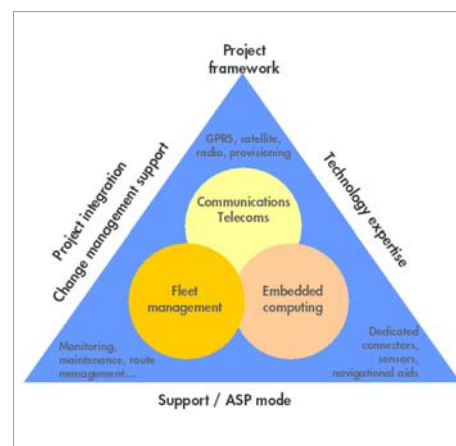 Project
framework
GPRS, satellite,
radio, provisioning
Project integration
Change management support
Technology expertise
Communications
Telecoms
Fleet
management
Embedded
computing
Monitoring,
maintenance, route
management...
Dedicated
connectors,
sensors,
navigational aids
Support / ASP mode